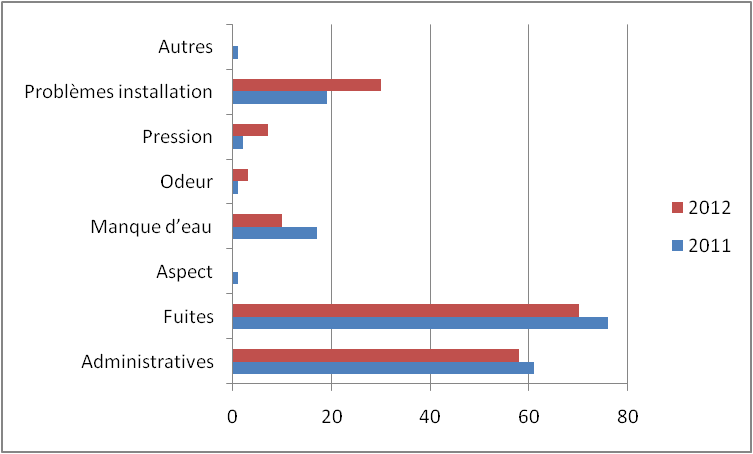 Autres
Problèmes installation
Pression
Odeur
Manque d’eau
Aspect
Fuites
Administratives
0 20 40 60 80
2012
2011